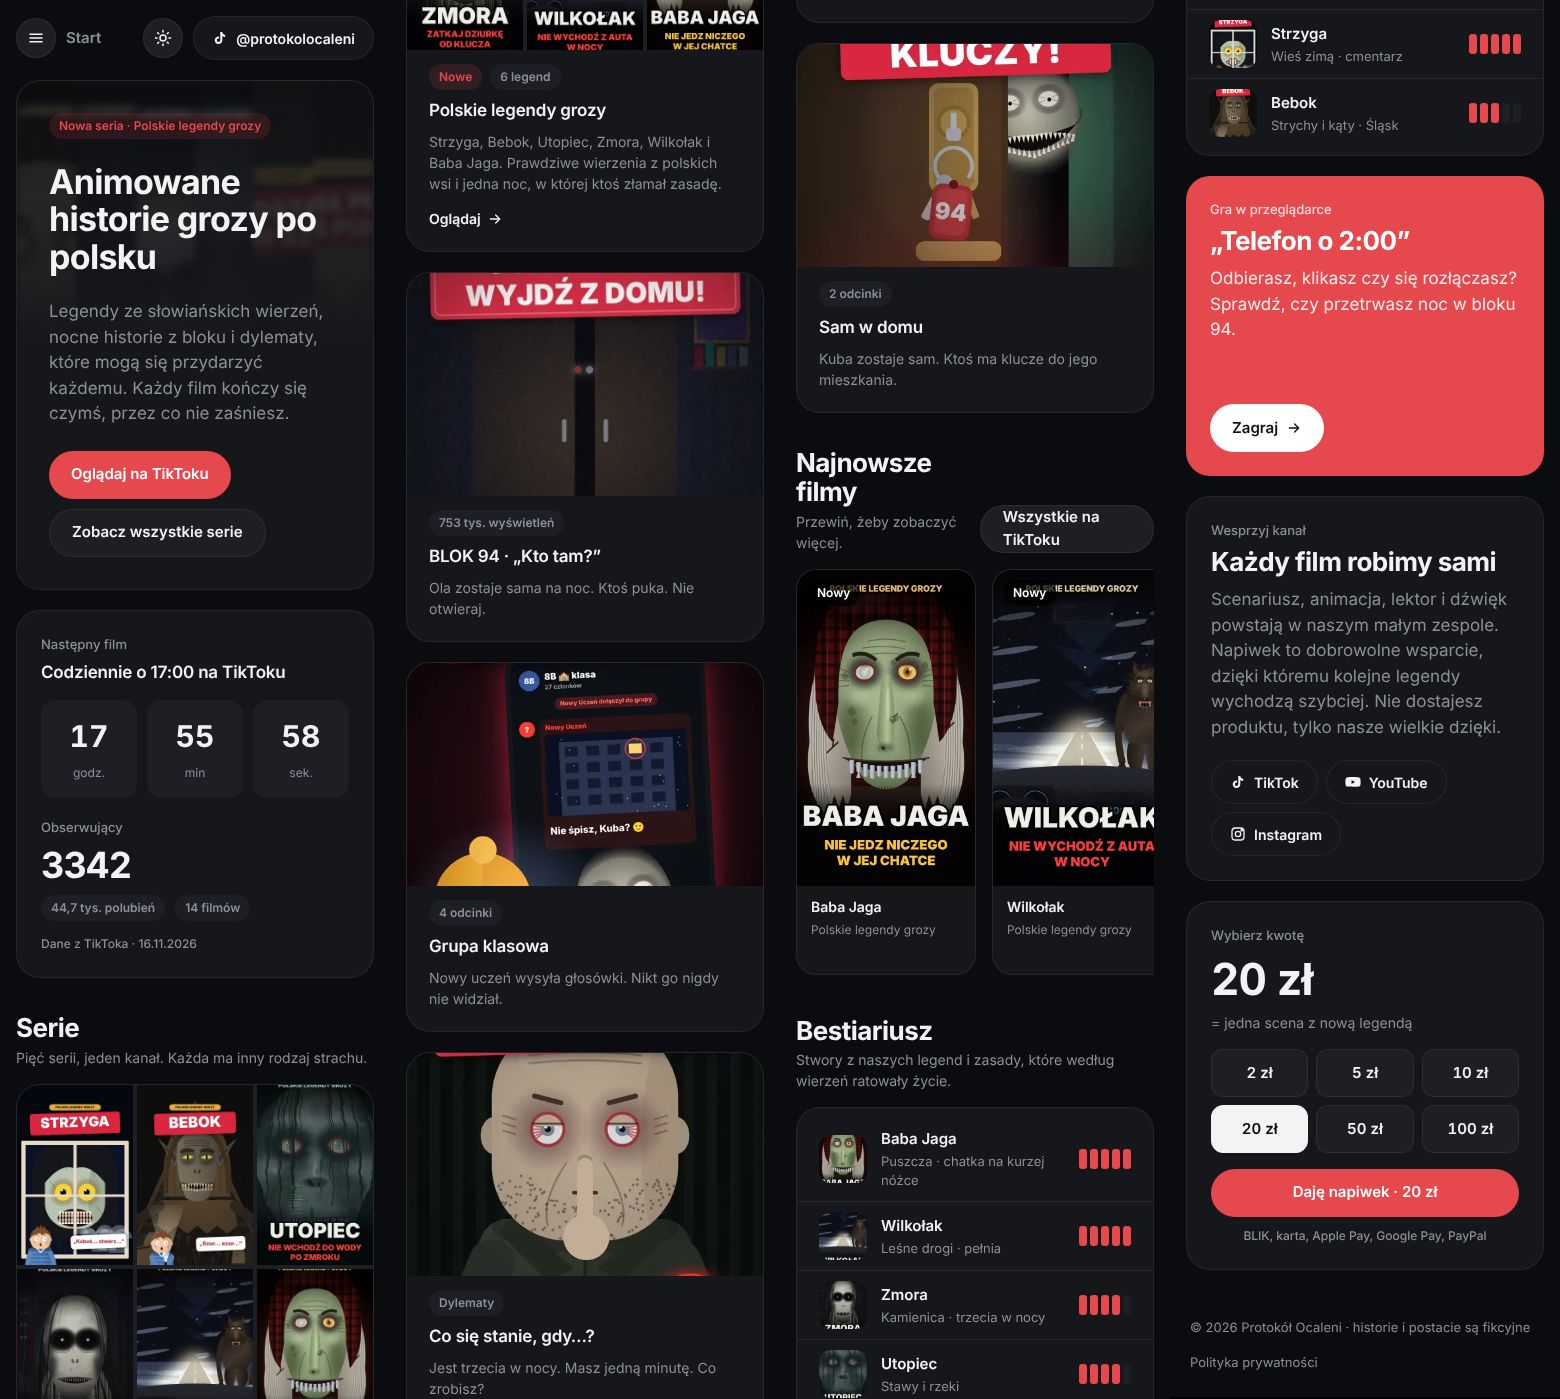 Start
@protokolocaleni
Nowa seria · Polskie legendy grozy
Animowane
historie grozy po
polsku
Legendy ze słowiańskich wierzeń,
nocne historie z bloku i dylematy,
które mogą się przydarzyć
każdemu. Każdy film kończy się
czymś, przez co nie zaśniesz.
Oglądaj na TikToku
Zobacz wszystkie serie
Następny film
Codziennie o 17:00 na TikToku
17
55
58
godz.
min
sek.
Obserwujący
3342
44,7 tys. polubień
14 filmów
Dane z TikToka · 16.11.2026
Serie
Pięć serii, jeden kanał. Każda ma inny rodzaj strachu.
STRZYGA
BEBOK
UTOPIEC
NIE WCHODŹ DO WODY
PO ZMROKU
ZMORA
ZATKAJ DZIURKĘ
OD KLUCZA
WILKOŁAK
NIE WYCHODŹ Z AUTA
W NOCY
BABA JAGA
NIE JEDZ NICZEGO
W JEJ CHATCE
Nowe
6 legend
Polskie legendy grozy
Strzyga, Bebok, Utopiec, Zmora, Wilkołak i
Baba Jaga. Prawdziwe wierzenia z polskich
wsi i jedna noc, w której ktoś złamał zasadę.
Oglądaj →
WYJDŹ Z DOMU!
753 tys. wyświetleń
BLOK 94 · „Kto tam?”
Ola zostaje sama na noc. Ktoś puka. Nie
otwieraj.
8B
8B 🏫 klasa
27 członków
Nowy Uczeń dołączył do grupy
?
Nowy Uczeń
Nie śpisz, Kuba? 🙂
4 odcinki
Grupa klasowa
Nowy uczeń wysyła głosówki. Nikt go nigdy
nie widział.
Dylematy
Co się stanie, gdy…?
Jest trzecia w nocy. Masz jedną minutę. Co
zrobisz?
KLUCZY!
94
2 odcinki
Sam w domu
Kuba zostaje sam. Ktoś ma klucze do jego
mieszkania.
Najnowsze
filmy
Przewiń, żeby zobaczyć
więcej.
Wszystkie na
TikToku
Nowy
LEGENDY GROZY
BABA JAGA
NIE JEDZ NICZEGO
W JEJ CHATCE
Baba Jaga
Polskie legendy grozy
Nowy
LEGENDY GROZY
WILKOŁAK
NIE WYCHODŹ Z AUTA
W NOCY
Wilkołak
Polskie legendy grozy
Bestiariusz
Stwory z naszych legend i zasady, które według
wierzeń ratowały życie.
Baba Jaga
Puszcza · chatka na kurzej
nóżce
Wilkołak
Leśne drogi · pełnia
Zmora
Kamienica · trzecia w nocy
ZMORA
Utopiec
Stawy i rzeki
UTOPIEC
STRZYGA
Strzyga
Wieś zimą · cmentarz
BEBOK
Bebok
Strychy i kąty · Śląsk
Gra w przeglądarce
„Telefon o 2:00”
Odbierasz, klikasz czy się rozłączasz?
Sprawdź, czy przetrwasz noc w bloku
94.
Zagraj →
Wesprzyj kanał
Każdy film robimy sami
Scenariusz, animacja, lektor i dźwięk
powstają w naszym małym zespole.
Napiwek to dobrowolne wsparcie,
dzięki któremu kolejne legendy
wychodzą szybciej. Nie dostajesz
produktu, tylko nasze wielkie dzięki.
TikTok
YouTube
Instagram
Wybierz kwotę
20 zł
= jedna scena z nową legendą
2 zł
5 zł
10 zł
20 zł
50 zł
100 zł
Daję napiwek · 20 zł
BLIK, karta, Apple Pay, Google Pay, PayPal
© 2026 Protokół Ocaleni · historie i postacie są fikcyjne
Polityka prywatności